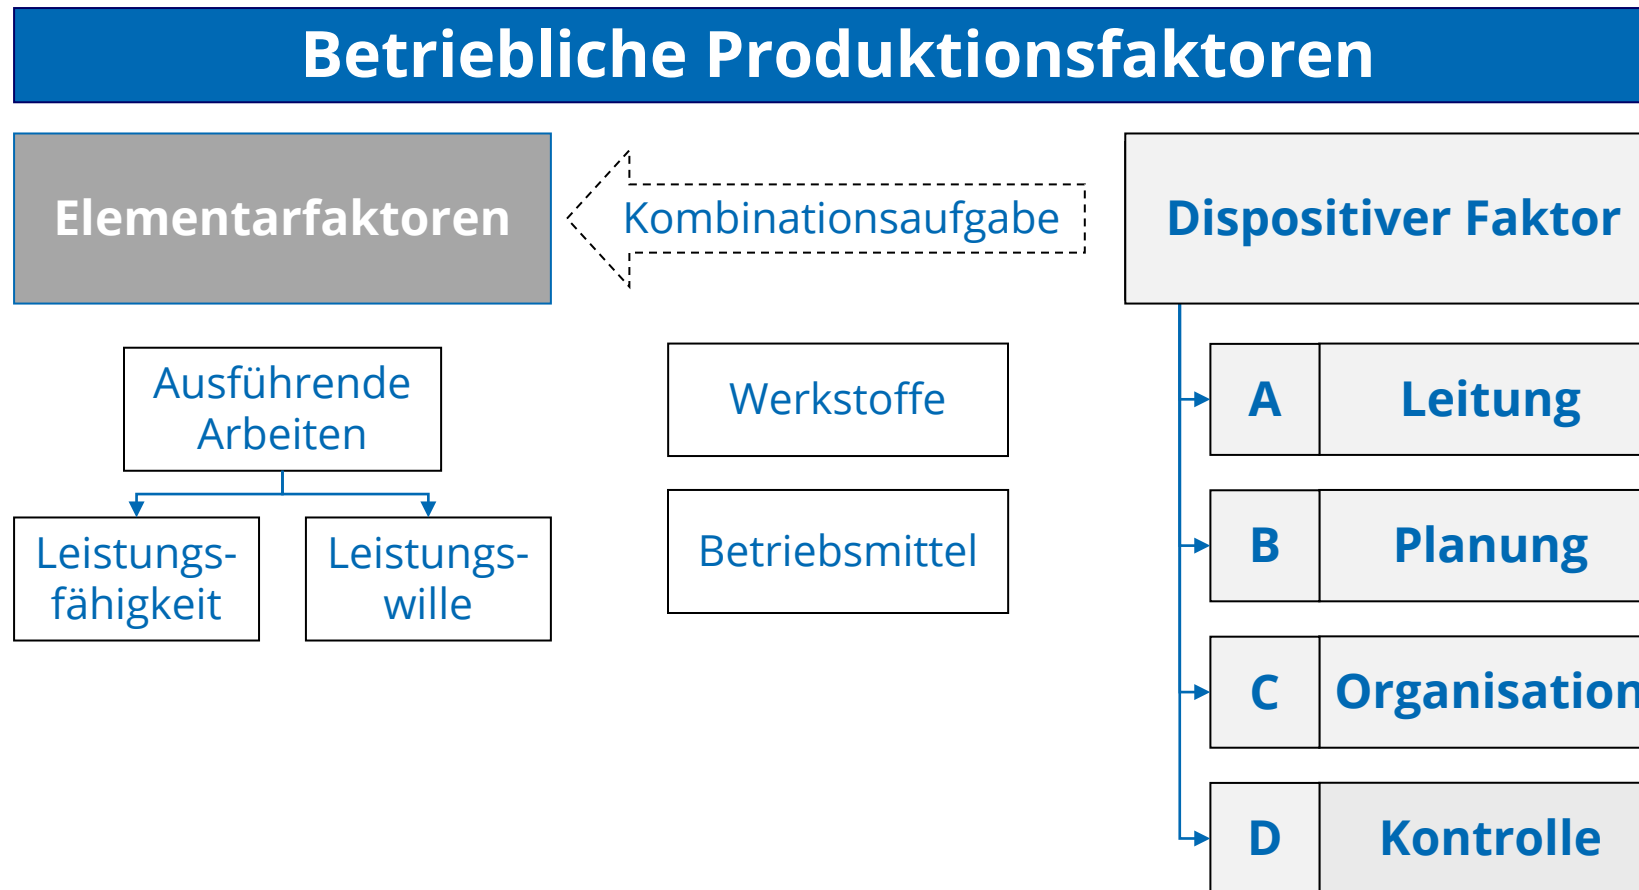 Betriebliche Produktionsfaktoren
Elementarfaktoren
Kombinationsaufgabe
Dispositiver Faktor
Ausführende
Arbeiten
Leistungs-
fähigkeit
Leistungs-
wille
Werkstoffe
Betriebsmittel
A Leitung
B Planung
C Organisation
D Kontrolle